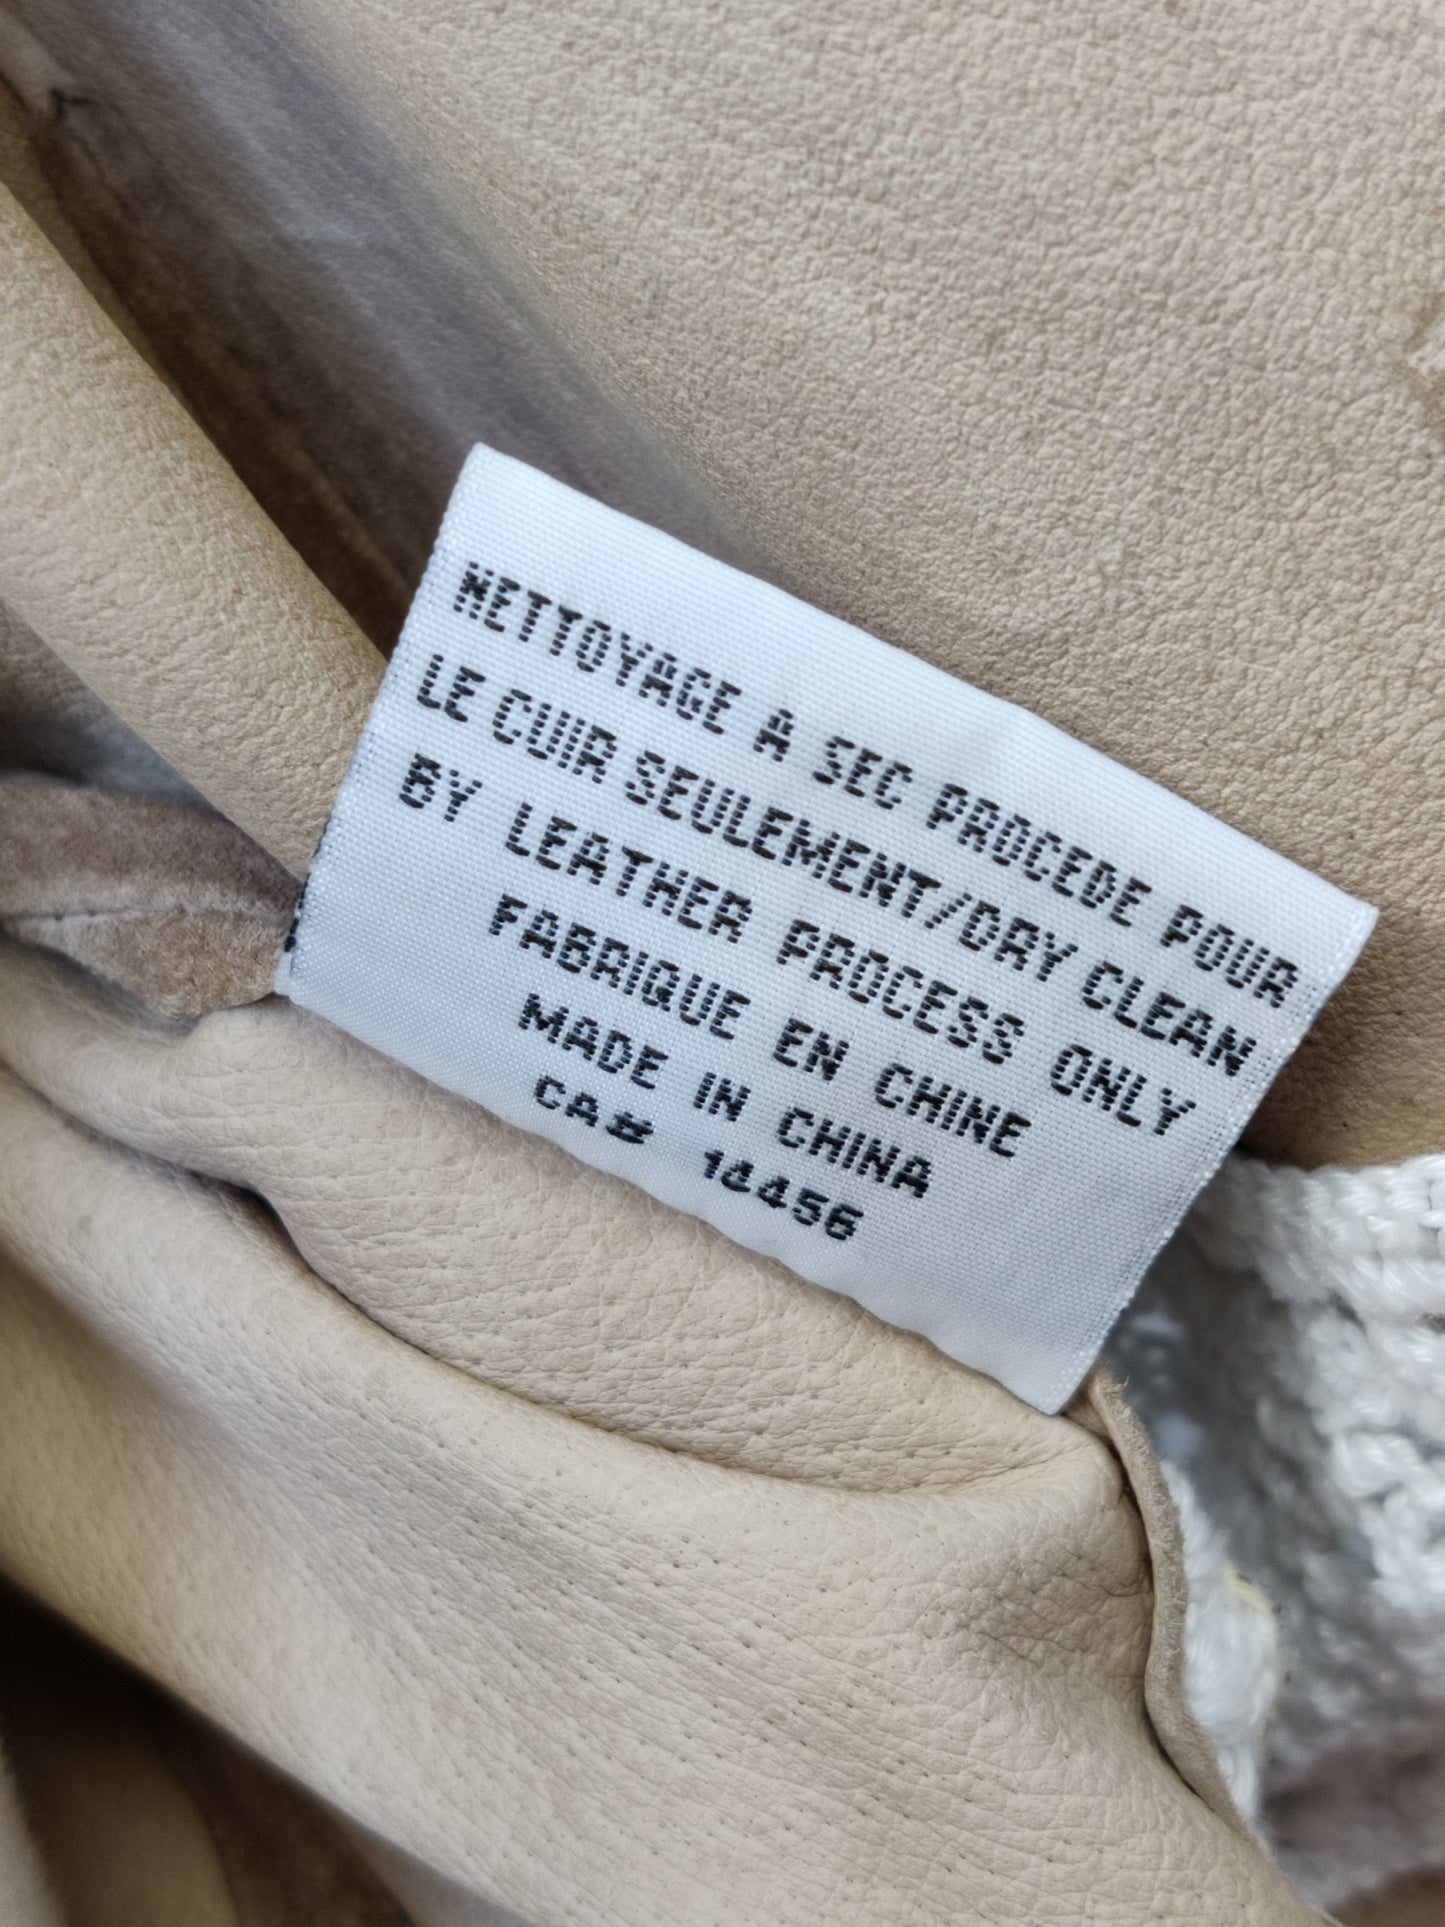 NETTOYAGE A SEC PROCEDE POUR
LE CUIR SEULEMENT/DRY CLEAN
BY LEATHER PROCESS ONLY
FABRIQUE EN CHINE
MADE IN CHINA
CA#